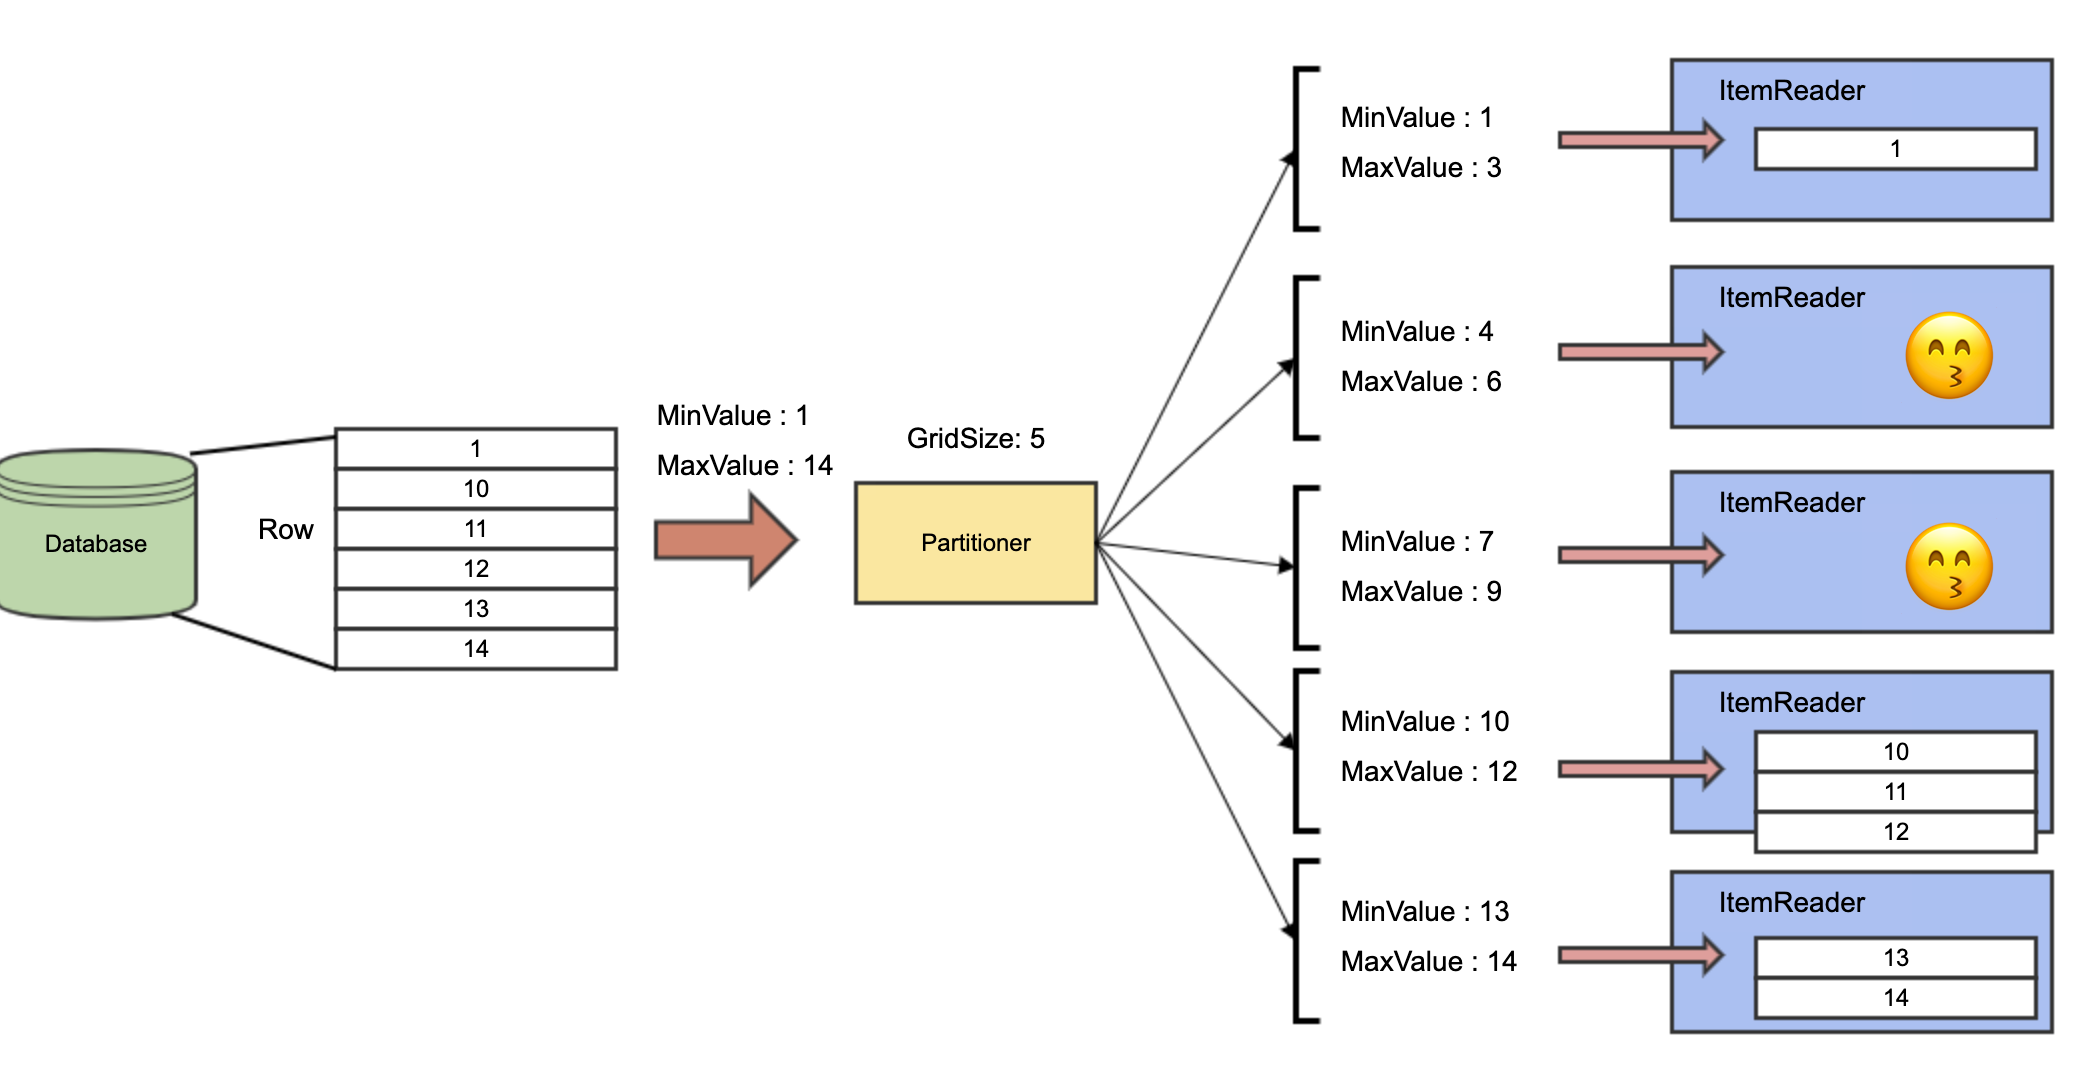 Database
Row
1
10
11
12
13
14
MinValue : 1
MaxValue : 14
GridSize: 5
Partitioner
MinValue : 1
MaxValue : 3
ItemReader
1
MinValue : 4
MaxValue : 6
ItemReader
MinValue : 7
MaxValue : 9
ItemReader
MinValue : 10
MaxValue : 12
ItemReader
10
11
12
MinValue : 13
MaxValue : 14
ItemReader
13
14